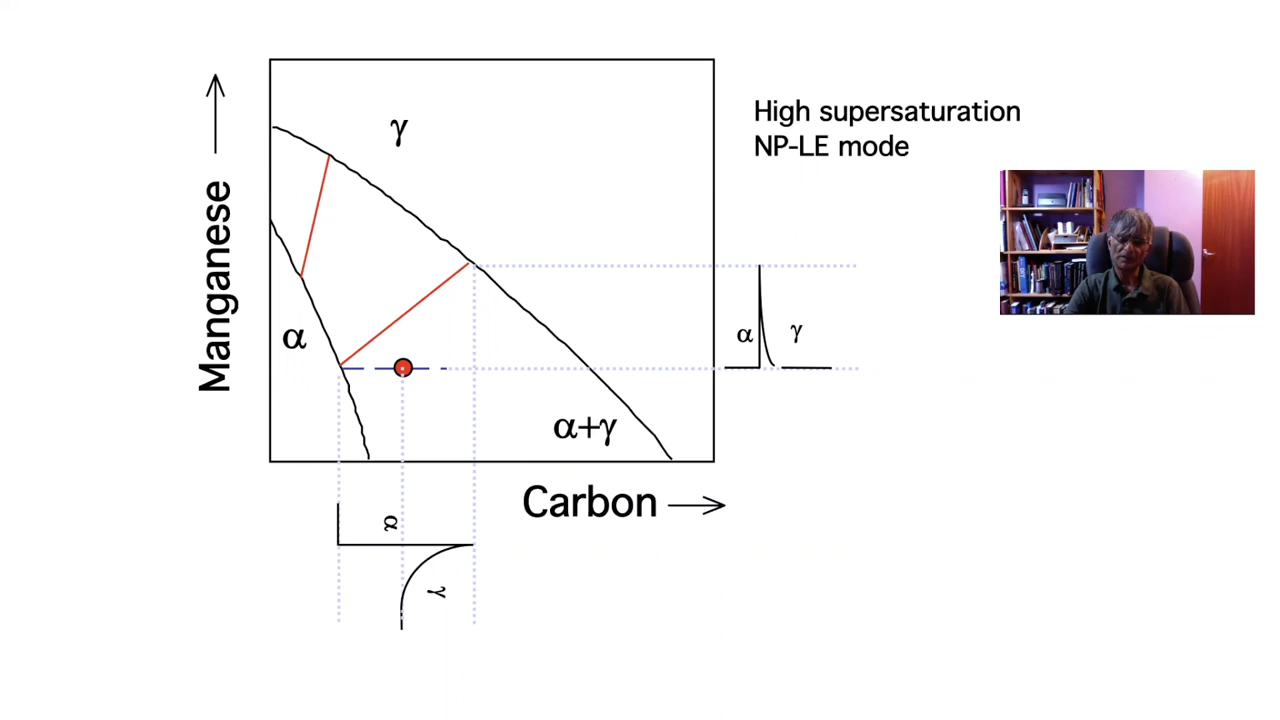 High supersaturation
NP-LE mode
γ
Manganese
α
α+γ
α
γ
Carbon
α
γ